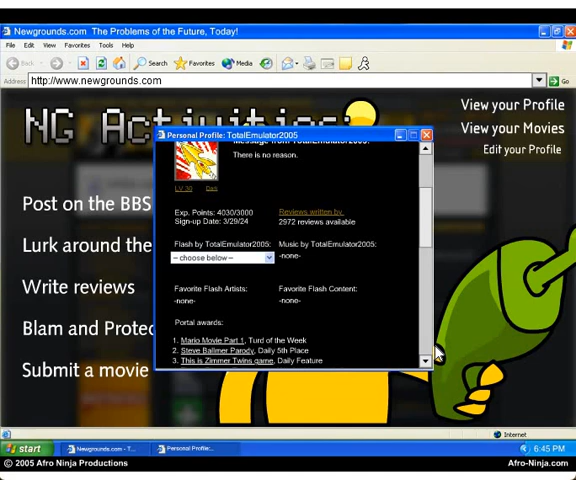 Newgrounds.com  The Problems of the Future, Today!
File Edit View Favorites Tools Help
Back Search Favorites Media
Address http://www.newgrounds.com Go
NG Activities:
View your Profile
View your Movies
Edit your Profile
Personal Profile: TotalEmulator2005
There is no reason.
LV 30
Exp. Points: 4030/3000
Sign-up Date: 3/29/24
Reviews written by
2972 reviews available
Flash by TotalEmulator2005:
-- choose below --
Music by TotalEmulator2005:
-none-
Favorite Flash Artists:
-none-
Favorite Flash Content:
-none-
Portal awards:
1. Mario Movie Part 1, Turd of the Week
2. Steve Ballmer Parody, Daily 5th Place
3. This is Zimmer Twins game, Daily Feature
Post on the BBS
Lurk around the
Write reviews
Blam and Protec
Submit a movie
Internet
start
Newgrounds.com - T...
Personal Profile:...
6:45 PM
© 2005 Afro Ninja Productions
Afro-Ninja.com